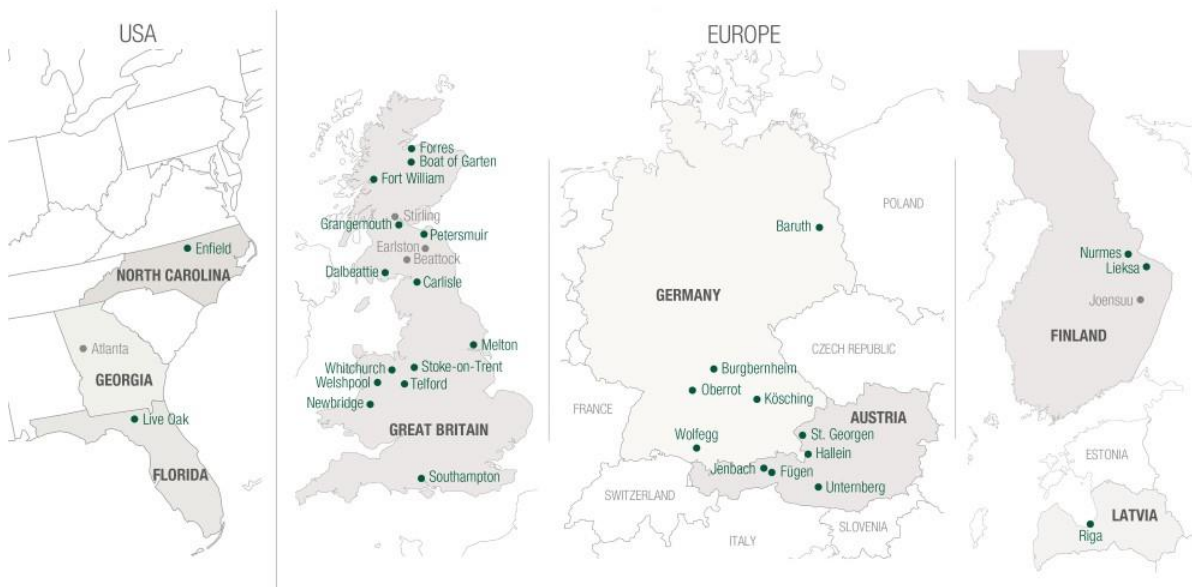 USA
EUROPE
Enfield
NORTH CAROLINA
Atlanta
GEORGIA
Live Oak
FLORIDA
Forres
Boat of Garten
Fort William
Stirling
Grangemouth
Petersmuir
Earlston
Beattock
Dalbeattie
Carlisle
Melton
Whitchurch
Stoke-on-Trent
Welshpool
Telford
Newbridge
GREAT BRITAIN
Southampton
POLAND
Baruth
GERMANY
CZECH REPUBLIC
Burgbernheim
Oberrot
Kösching
FRANCE
AUSTRIA
Wolfegg
St. Georgen
Hallein
Jenbach
Fügen
Unternberg
SWITZERLAND
SLOVENIA
ITALY
Nurmes
Lieksa
Joensuu
FINLAND
ESTONIA
LATVIA
Riga